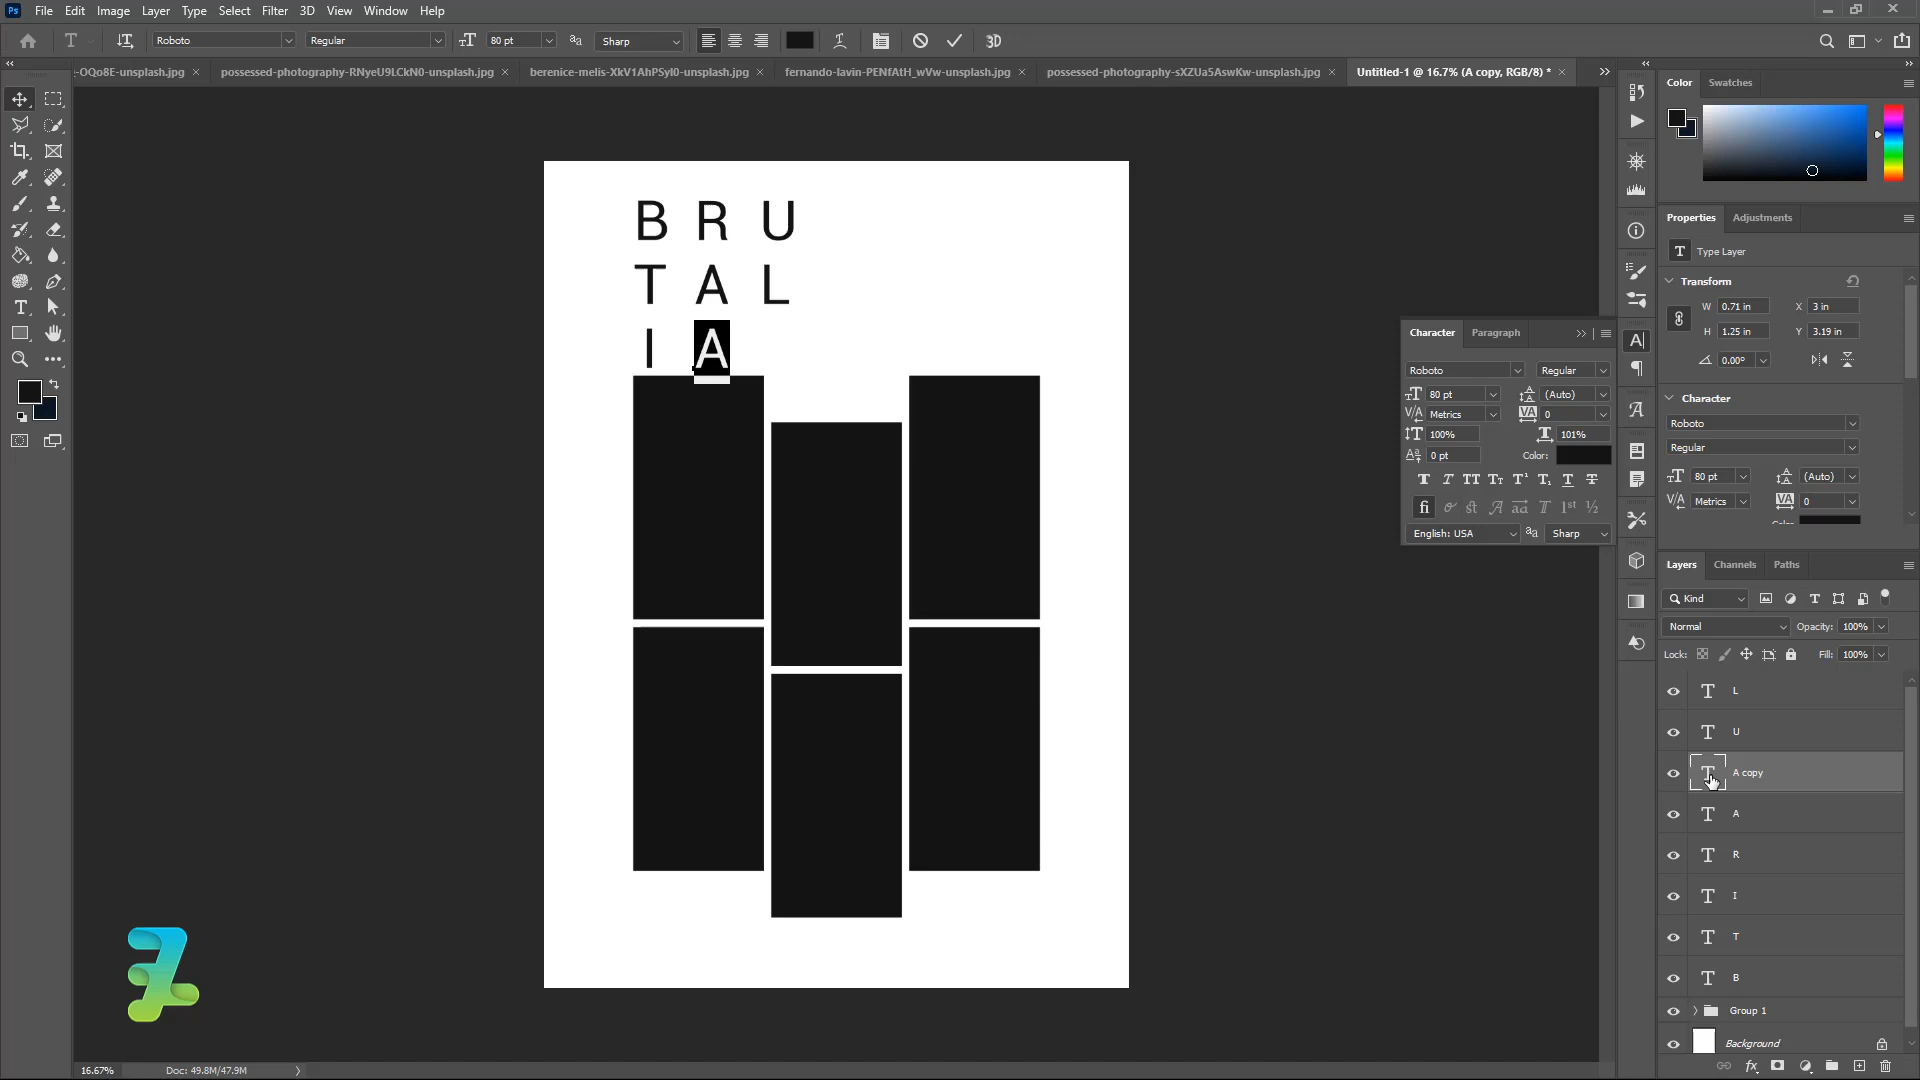 Ps File Edit Image Layer Type Select Filter 3D View Window Help
Roboto Regular 80 pt Sharp 3D
-OQo8E-unsplash.jpg possessed-photography-RNyeU9LCkN0-unsplash.jpg berenice-melis-XkV1AhPSyI0-unsplash.jpg fernando-lavin-PENfAtH_wVw-unsplash.jpg possessed-photography-sXZUa5AswKw-unsplash.jpg Untitled-1 @ 16.7% (A copy, RGB/8) *
Color Swatches
Properties Adjustments
Type Layer
Transform
W 0.71 in X 3 in
H 1.25 in Y 3.19 in
0.00º
Character
Roboto
Regular
80 pt (Auto)
Metrics 0
Character Paragraph
Roboto Regular
80 pt (Auto)
Metrics 0
100% 101%
0 pt Color:
English: USA Sharp
B R U
T A L
I A
Layers Channels Paths
Kind
Normal Opacity: 100%
Lock: Fill: 100%
L
U
A copy
A
R
I
T
B
Group 1
Background
16.67% Doc: 49.8M/47.9M